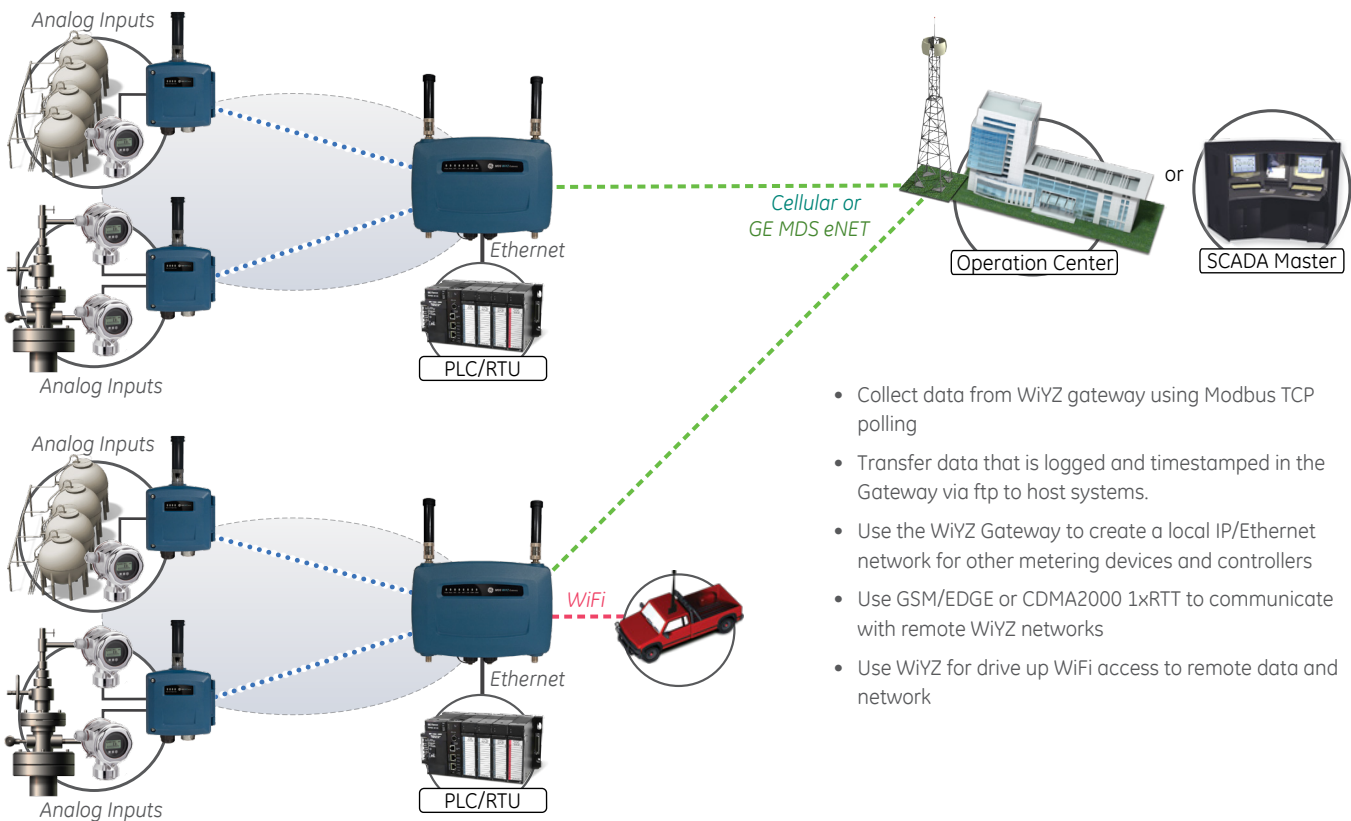 Analog Inputs
Cellular or
GE MDS eNET
Ethernet
PLC/RTU
Analog Inputs
Operation Center
or
SCADA Master
Analog Inputs
WiFi
Ethernet
PLC/RTU
Analog Inputs
• Collect data from WiYZ gateway using Modbus TCP
polling
• Transfer data that is logged and timestamped in the
Gateway via ftp to host systems.
• Use the WiYZ Gateway to create a local IP/Ethernet
network for other metering devices and controllers
• Use GSM/EDGE or CDMA2000 1xRTT to communicate
with remote WiYZ networks
• Use WiYZ for drive up WiFi access to remote data and
network